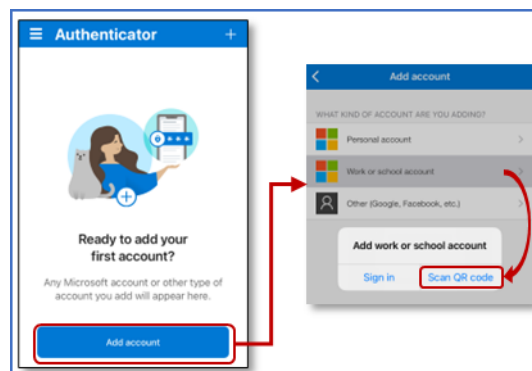 Authenticator
Ready to add your
first account?
Any Microsoft account or other type of
account you add will appear here.
Add account
Add account
WHAT KIND OF ACCOUNT ARE YOU ADDING?
Personal account
Work or school account
Other (Google, Facebook, etc.)
Add work or school account
Sign in Scan QR code